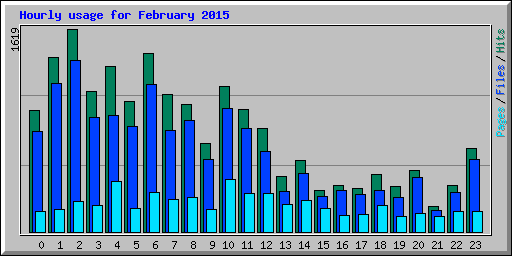 Hourly usage for February 2015
1619
Pages / Files / Hits
0 1 2 3 4 5 6 7 8 9 10 11 12 13 14 15 16 17 18 19 20 21 22 23